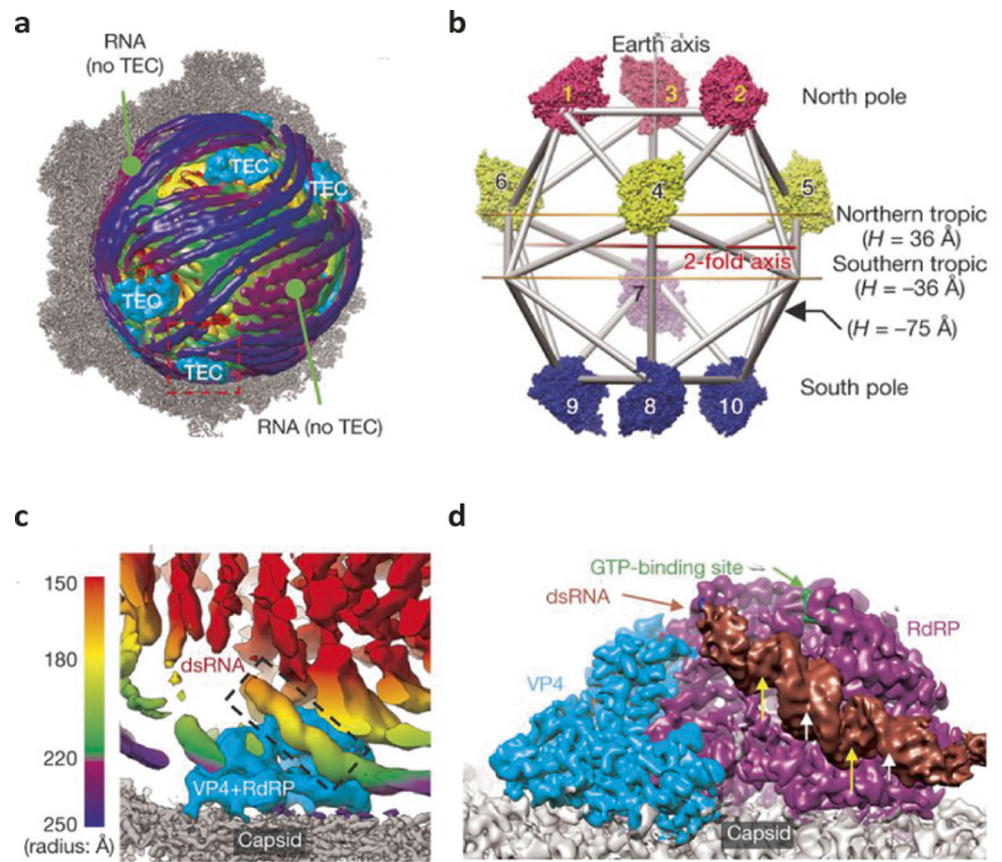 a
RNA
(no TEC)
TEC
TEC
TEC
TEC
RNA (no TEC)
b
Earth axis
1
3
2
North pole
6
4
5
Northern tropic
(H = 36 Å)
2-fold axis
Southern tropic
(H = –36 Å)
7
(H = –75 Å)
South pole
9
8
10
c
150
180
220
250
(radius: Å)
dsRNA
VP4+RdRP
Capsid
d
GTP-binding site
dsRNA
RdRP
VP4
Capsid